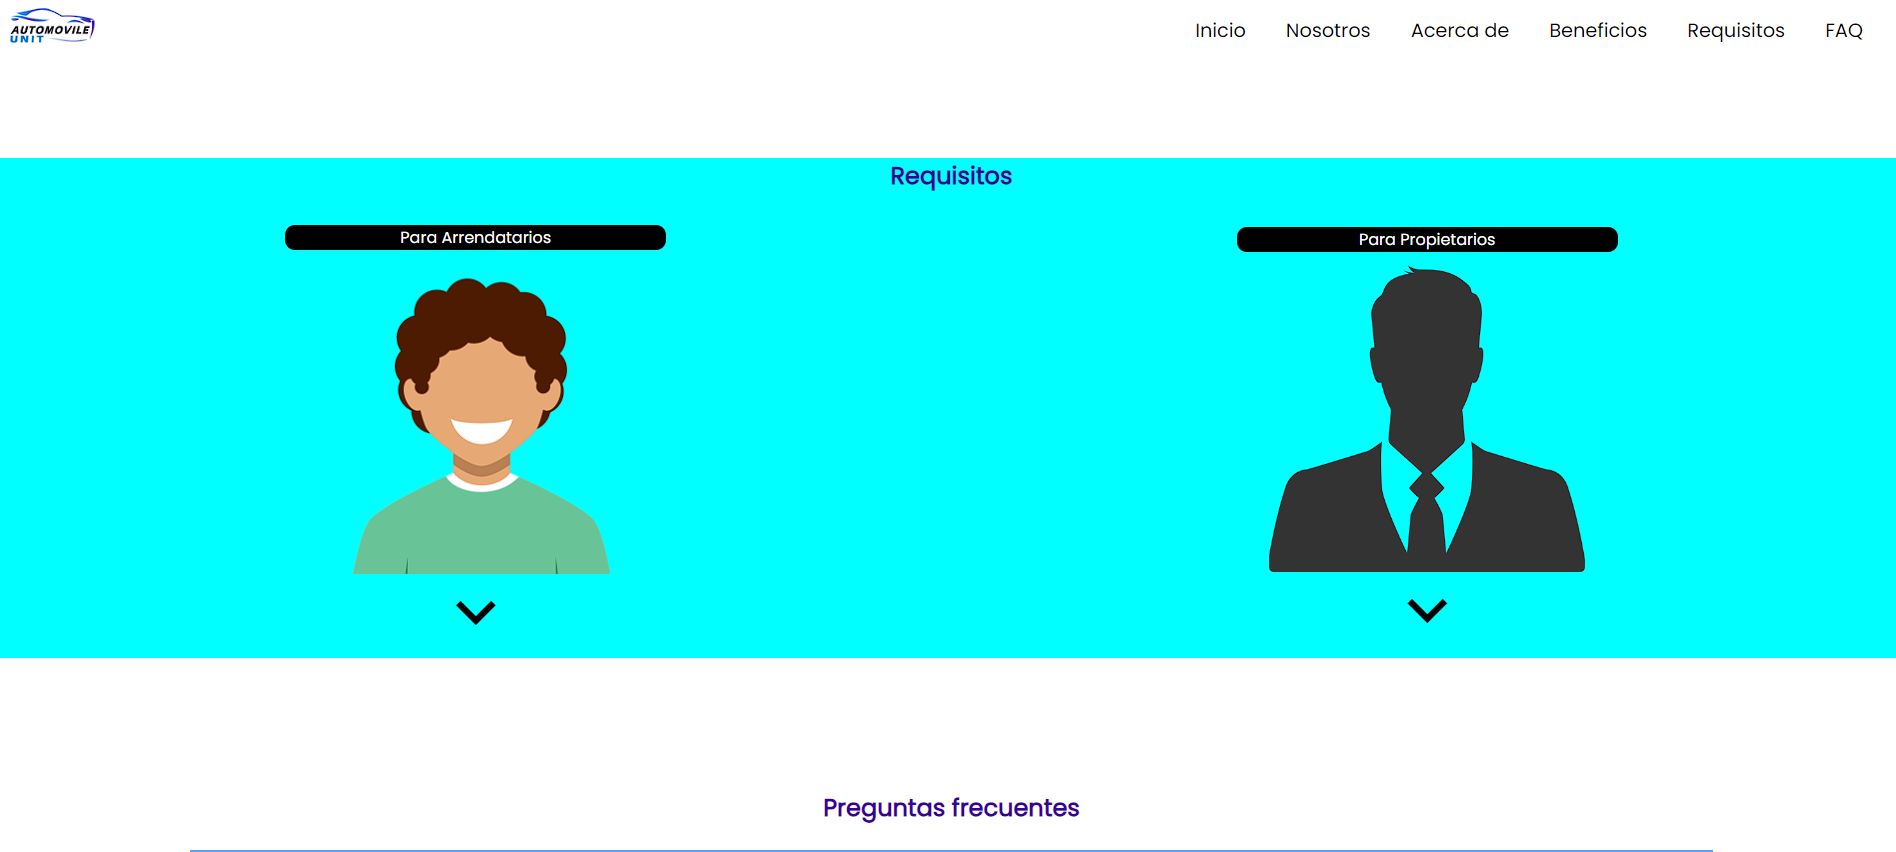 AUTOMOVILE
UNIT
Inicio Nosotros Acerca de Beneficios Requisitos FAQ
Requisitos
Para Arrendatarios
Para Propietarios
Preguntas frecuentes